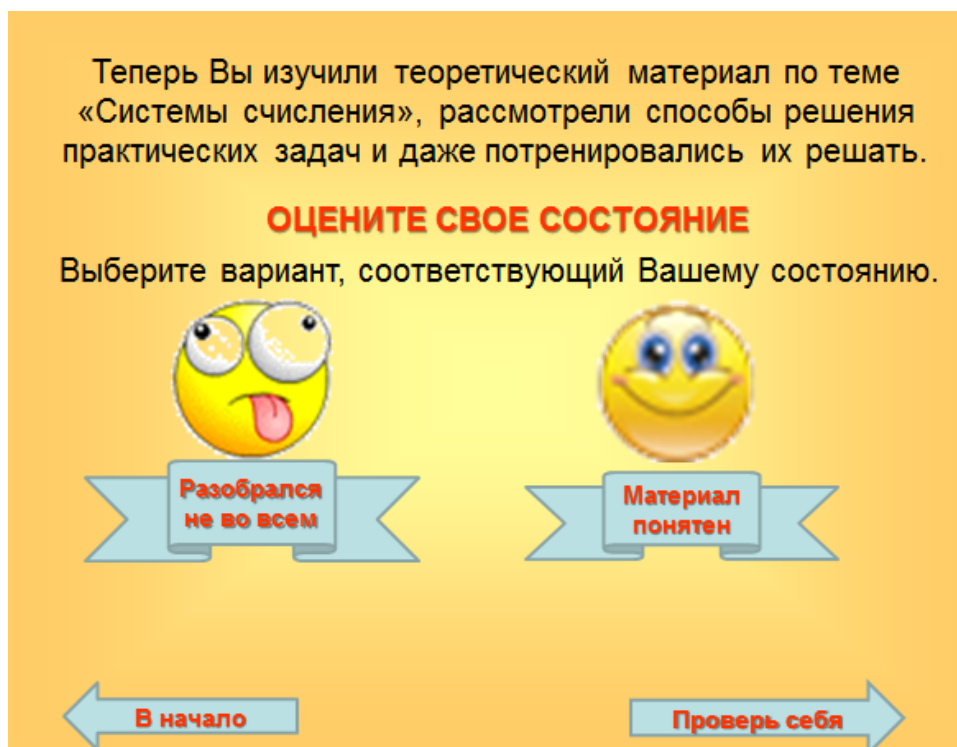 Теперь Вы изучили теоретический материал по теме
«Системы счисления», рассмотрели способы решения
практических задач и даже потренировались их решать.
ОЦЕНИТЕ СВОЕ СОСТОЯНИЕ
Выберите вариант, соответствующий Вашему состоянию.
Разобрался
не во всем
Материал
понятен
В начало
Проверь себя